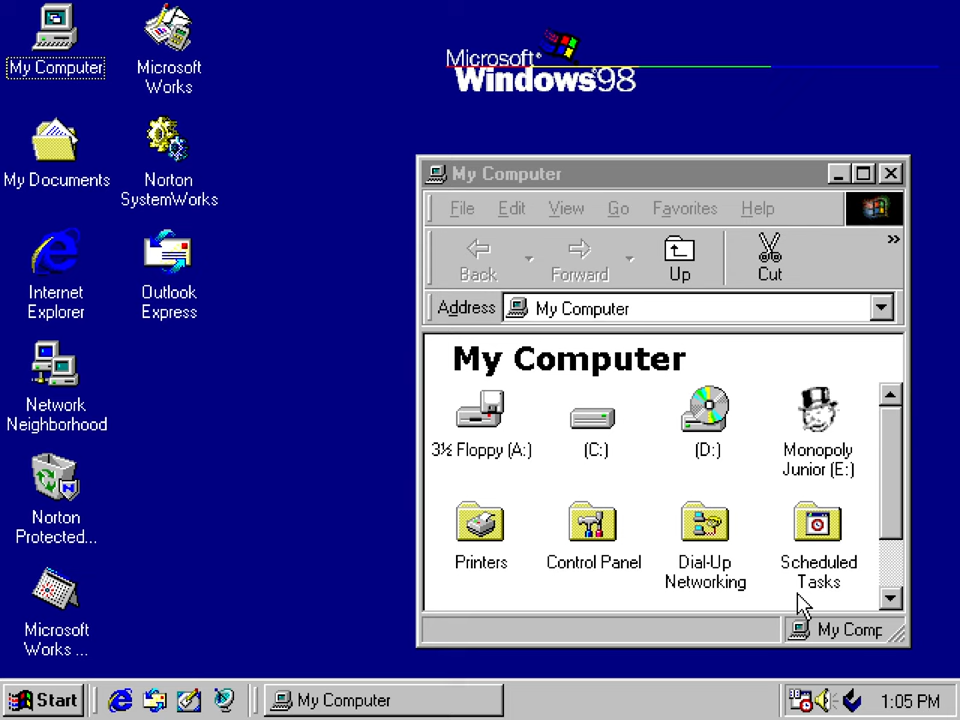 My Computer
Microsoft
Works
My Documents
Norton
SystemWorks
Internet
Explorer
Outlook
Express
Network
Neighborhood
Norton
Protected...
Microsoft
Works ...
Microsoft
Windows 98
My Computer
File Edit View Go Favorites Help
Back Forward Up Cut »
Address My Computer
My Computer
3½ Floppy (A:) (C:) (D:) Monopoly
Junior (E:)
Printers Control Panel Dial-Up
Networking
Scheduled
Tasks
My Comp
Start My Computer 1:05 PM